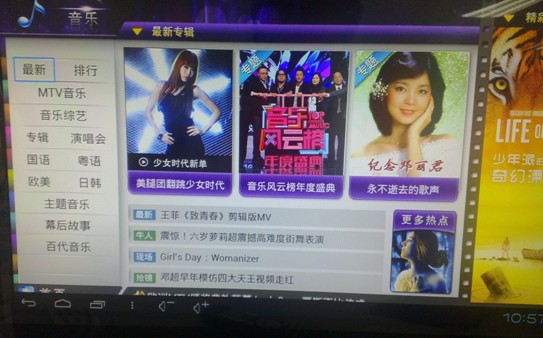 音乐
最新 排行
MTV音乐
音乐综艺
专辑 演唱会
国语 粤语
欧美 日韩
主题音乐
幕后故事
百代音乐
首页
最新专辑
少女时代新单
美腿团翻跳少女时代
专题
音乐风云榜
年度盛典
音乐风云榜年度盛典
专题
纪念邓丽君
永不逝去的歌声
最新 王菲《致青春》剪辑版MV
牛人 震惊！六岁萝莉超震撼高难度街舞表演
现场 Girl's Day：Womanizer
抢镜 邓超早年模仿四大天王视频走红
更多热点
精彩
LIFE O
少年派的
奇幻漂
10:57